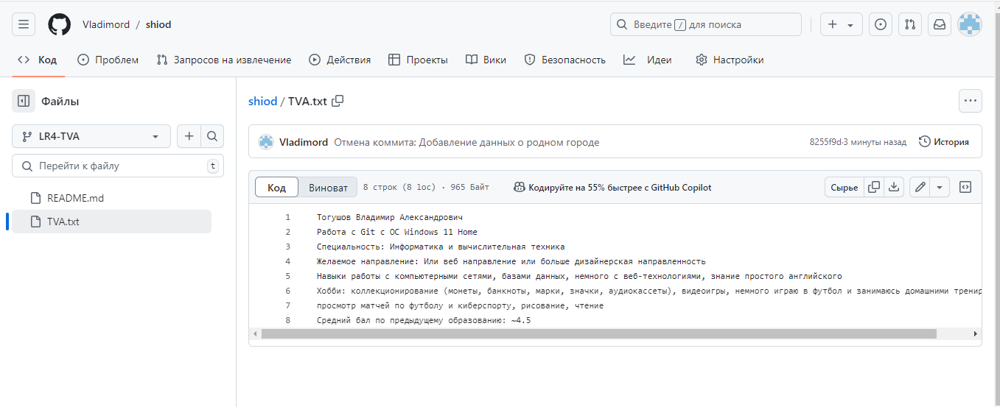 Vladimord / shiod
Введите / для поиска
Код Проблем Запросов на извлечение Действия Проекты Вики Безопасность Идеи Настройки
Файлы
LR4-TVA
Перейти к файлу t
README.md
TVA.txt
shiod / TVA.txt
Vladimord Отмена коммита: Добавление данных о родном городе 8255f9d·3 минуты назад История
Код Виноват 8 строк (8 loc) · 965 Байт Кодируйте на 55% быстрее с GitHub Copilot Сырье
1 Тогушов Владимир Александрович
2 Работа с Git с ОС Windows 11 Home
3 Специальность: Информатика и вычислительная техника
4 Желаемое направление: Или веб направление или больше дизайнерская направленность
5 Навыки работы с компьютерными сетями, базами данных, немного с веб-технологиями, знание простого английского
6 Хобби: коллекционирование (монеты, банкноты, марки, значки, аудиокассеты), видеоигры, немного играю в футбол и занимаюсь домашними тренир
7 просмотр матчей по футболу и киберспорту, рисование, чтение
8 Средний бал по предыдущему образованию: ~4.5